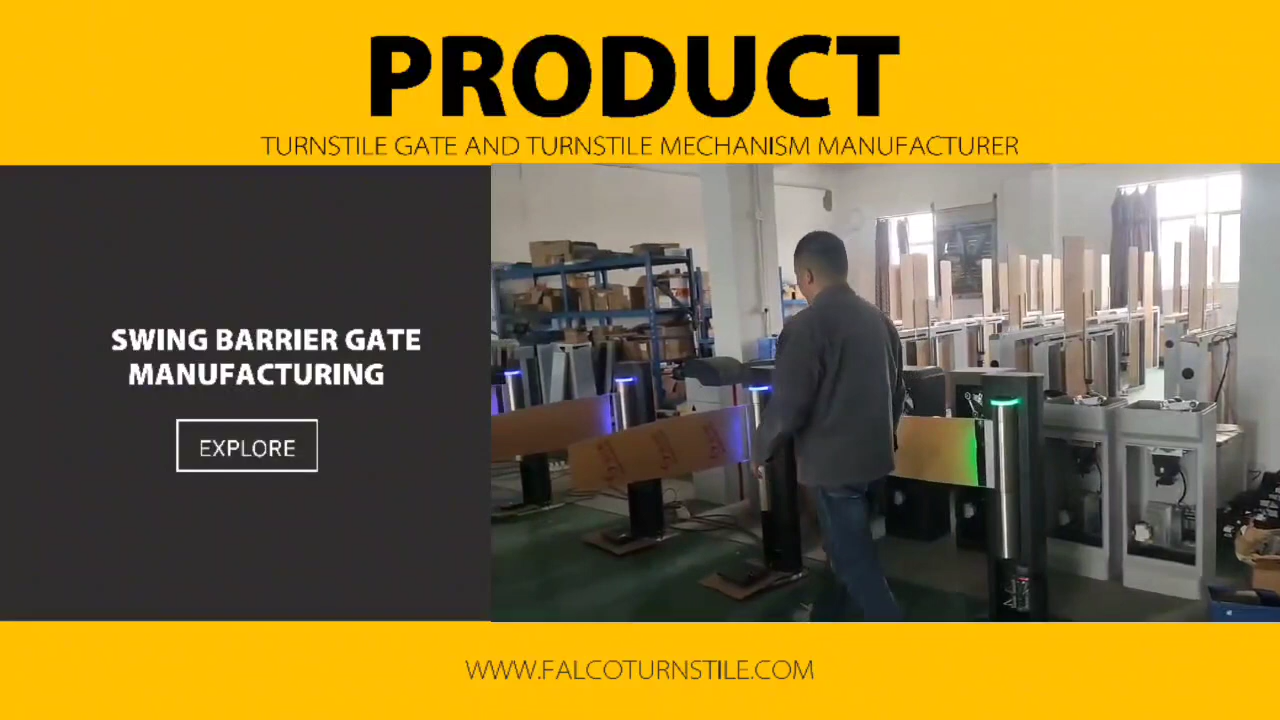 PRODUCT
TURNSTILE GATE AND TURNSTILE MECHANISM MANUFACTURER
SWING BARRIER GATE
MANUFACTURING
EXPLORE
WWW.FALCOTURNSTILE.COM